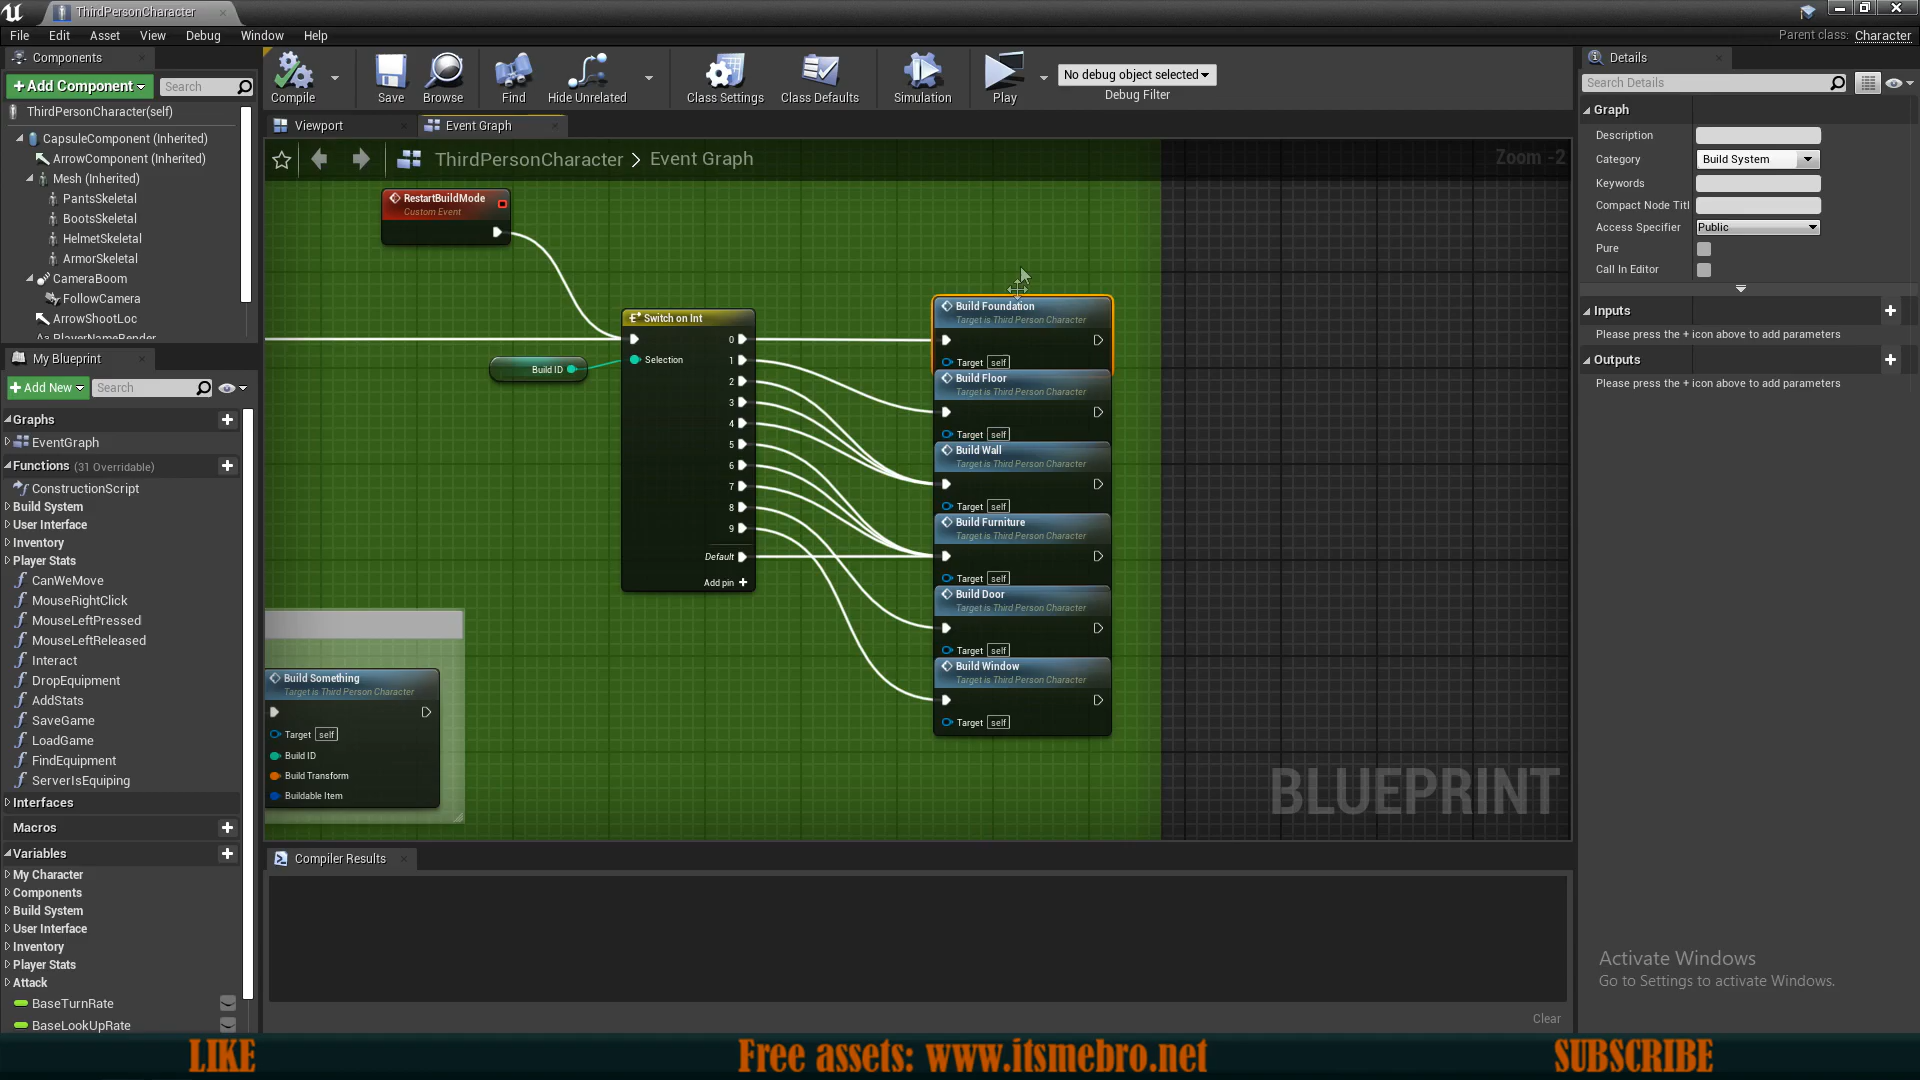 ThirdPersonCharacter
File Edit Asset View Debug Window Help
Parent class: Character
Components
+Add Component
Search
ThirdPersonCharacter(self)
CapsuleComponent (Inherited)
ArrowComponent (Inherited)
Mesh (Inherited)
PantsSkeletal
BootsSkeletal
HelmetSkeletal
ArmorSkeletal
CameraBoom
FollowCamera
ArrowShootLoc
PlayerNameRender
My Blueprint
+Add New
Search
Graphs
EventGraph
Functions (31 Overridable)
ConstructionScript
Build System
User Interface
Inventory
Player Stats
CanWeMove
MouseRightClick
MouseLeftPressed
MouseLeftReleased
Interact
DropEquipment
AddStats
SaveGame
LoadGame
FindEquipment
ServerIsEquiping
Interfaces
Macros
Variables
My Character
Components
Build System
User Interface
Inventory
Player Stats
Attack
BaseTurnRate
BaseLookUpRate
Compile
Save
Browse
Find
Hide Unrelated
Class Settings
Class Defaults
Simulation
Play
No debug object selected
Debug Filter
Viewport
Event Graph
ThirdPersonCharacter > Event Graph
Zoom -2
RestartBuildMode
Custom Event
Build ID
Switch on Int
Selection
0
1
2
3
4
5
6
7
8
9
Default
Add pin +
Build Foundation
Target is Third Person Character
Target self
Build Floor
Target is Third Person Character
Target self
Build Wall
Target is Third Person Character
Target self
Build Furniture
Target is Third Person Character
Target self
Build Door
Target is Third Person Character
Target self
Build Window
Target is Third Person Character
Target self
Build Something
Target is Third Person Character
Target self
Build ID
Build Transform
Buildable Item
BLUEPRINT
Compiler Results
Clear
Details
Search Details
Graph
Description
Category Build System
Keywords
Compact Node Titl
Access Specifier Public
Pure
Call In Editor
Inputs
Please press the + icon above to add parameters
Outputs
Please press the + icon above to add parameters
Activate Windows
Go to Settings to activate Windows.
LIKE
Free assets: www.itsmebro.net
SUBSCRIBE